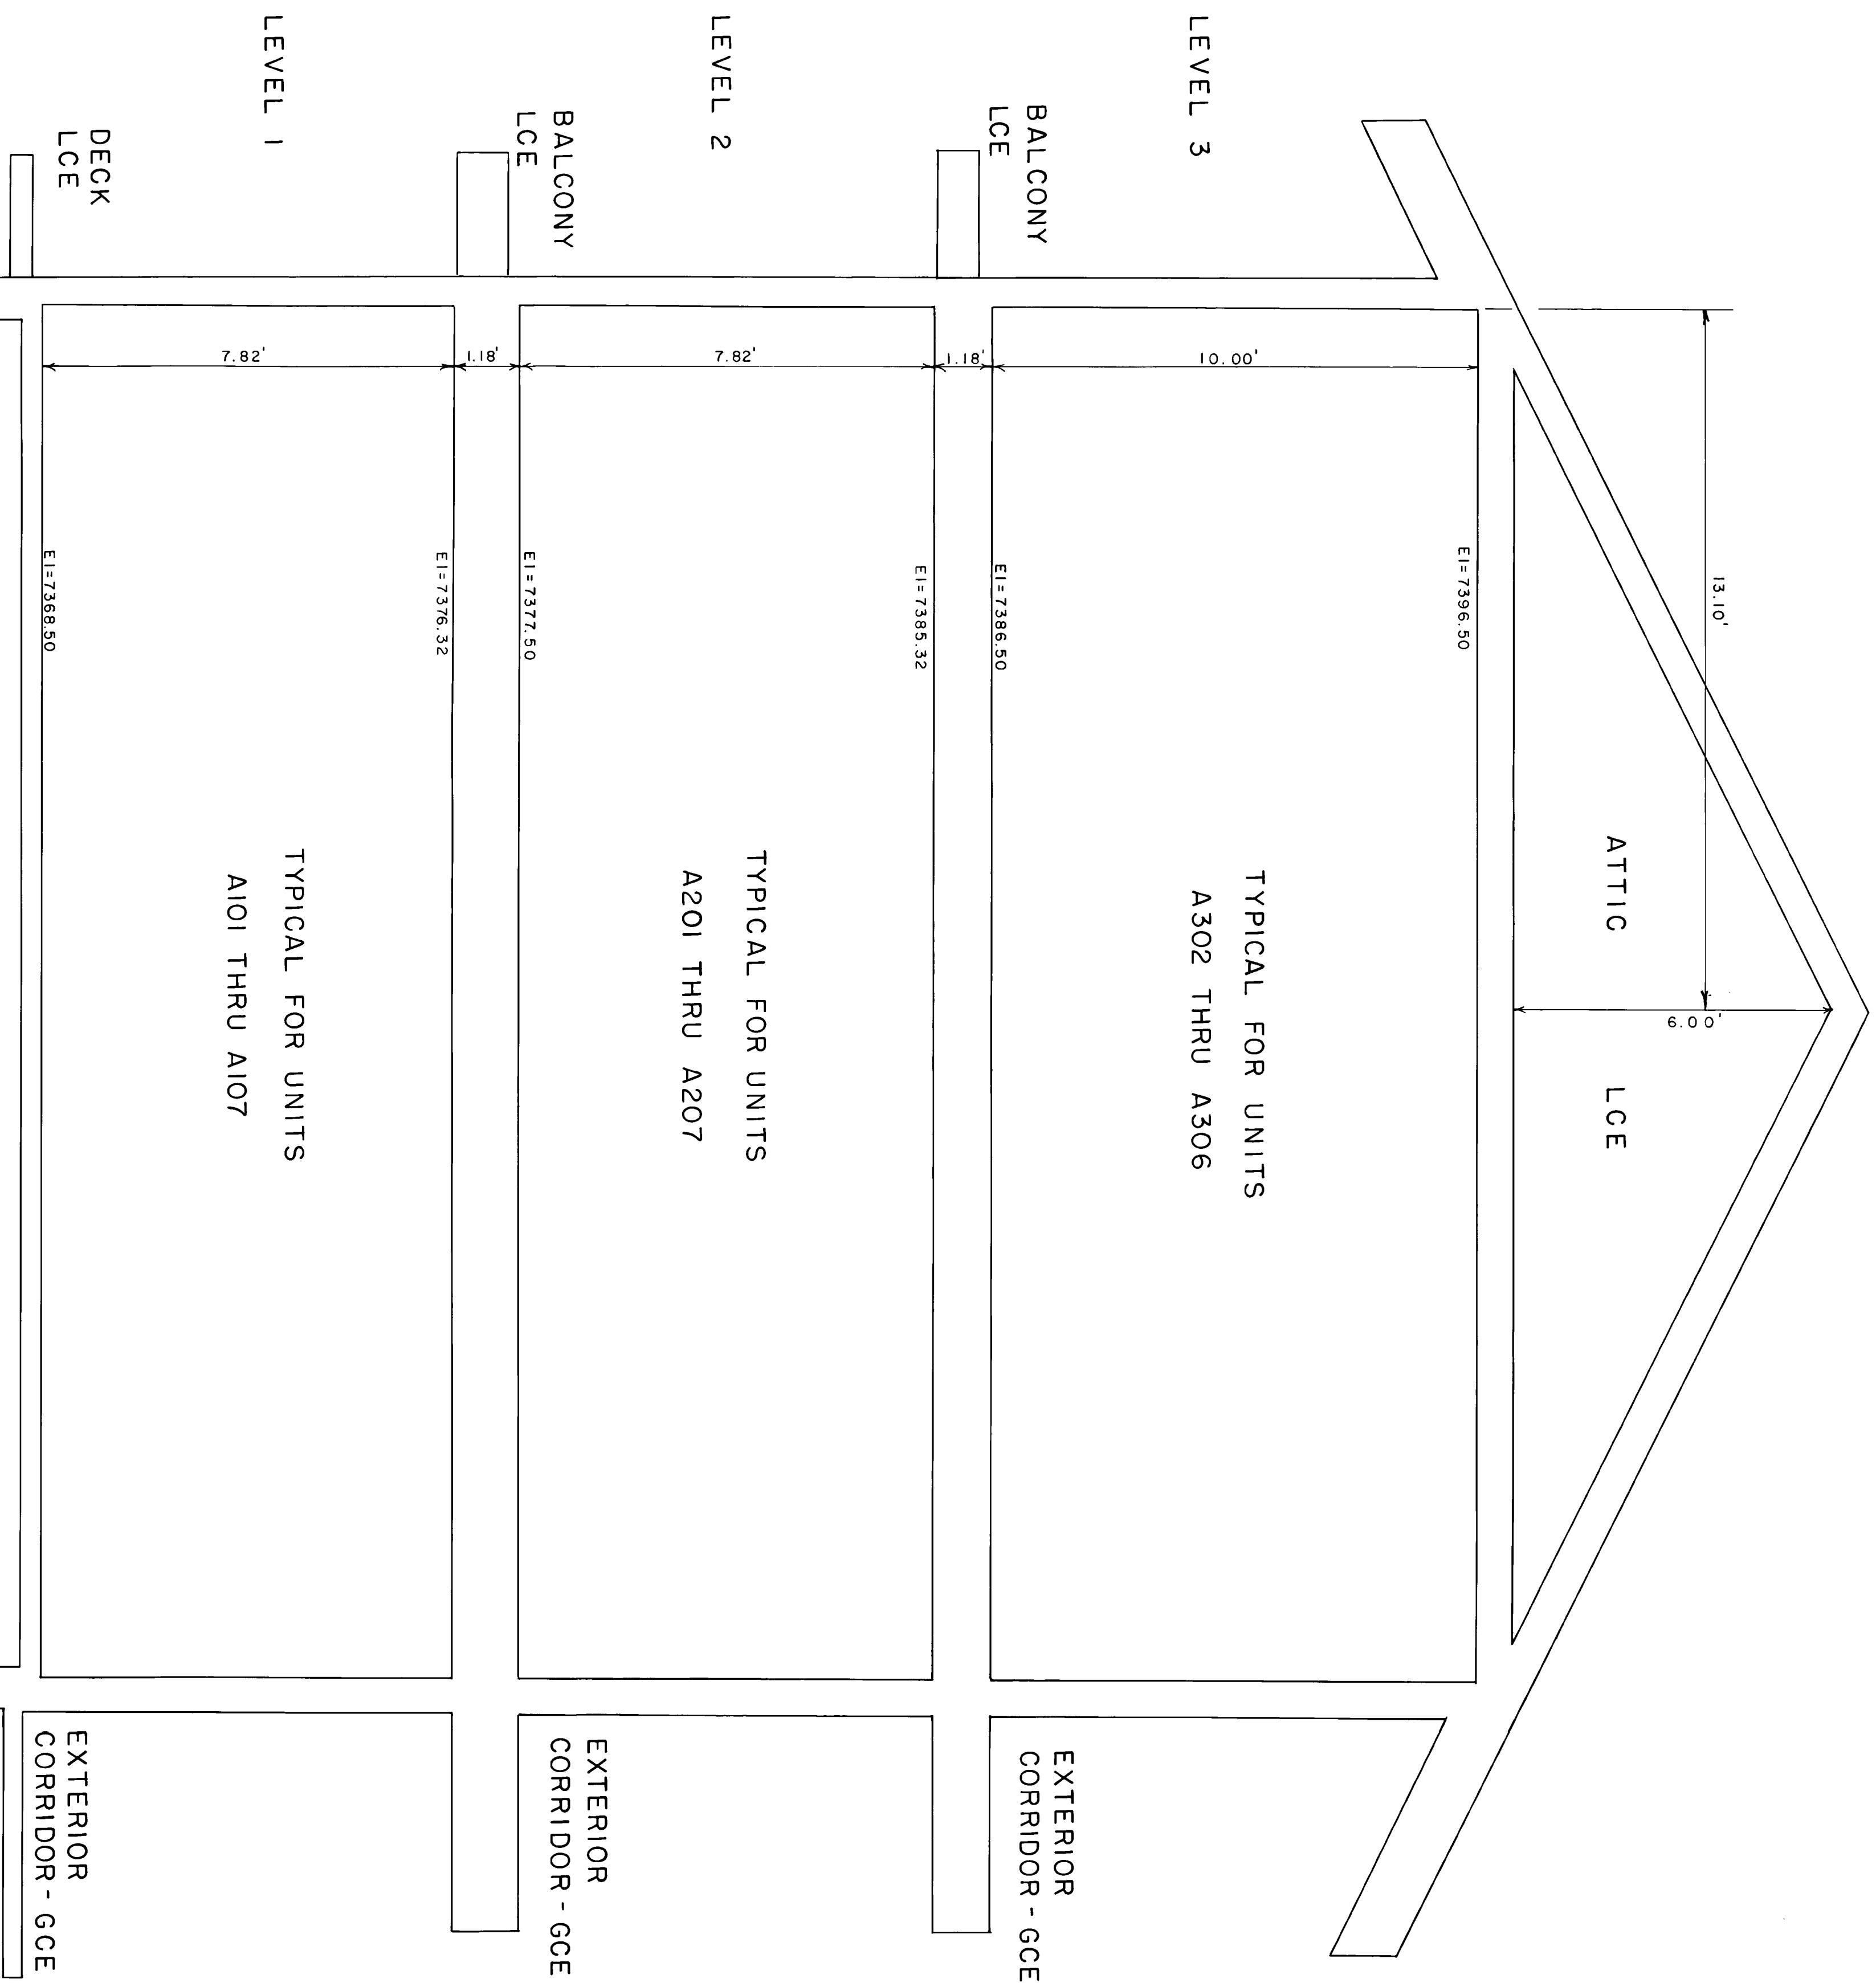 13.10'
6.00'
ATTIC LCE
El=7396.50
LEVEL 3
10.00'
TYPICAL FOR UNITS
A302 THRU A306
BALCONY
LCE
EXTERIOR
CORRIDOR-GCE
El=7386.50
1.18'
El=7385.32
LEVEL 2
7.82'
TYPICAL FOR UNITS
A201 THRU A207
BALCONY
LCE
EXTERIOR
CORRIDOR-GCE
El=7377.50
1.18'
El=7376.32
LEVEL 1
7.82'
TYPICAL FOR UNITS
A101 THRU A107
DECK
LCE
EXTERIOR
CORRIDOR-GCE
El=7368.50